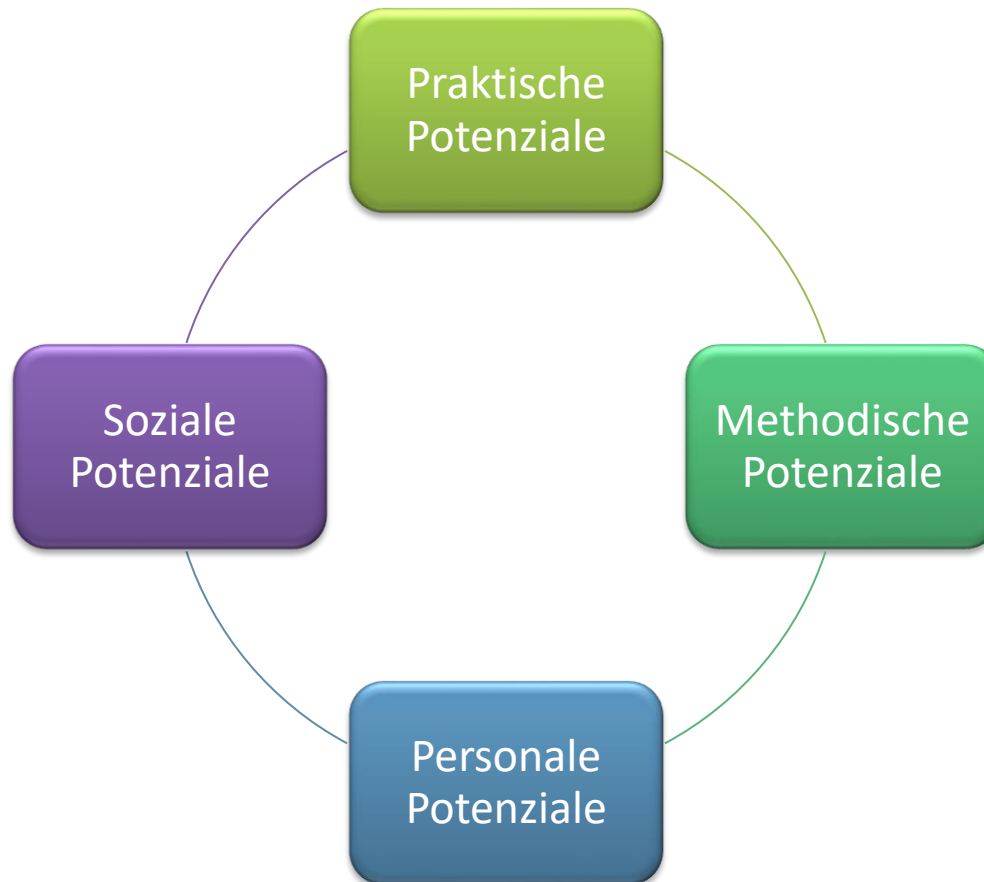 Praktische
Potenziale
Soziale
Potenziale
Methodische
Potenziale
Personale
Potenziale